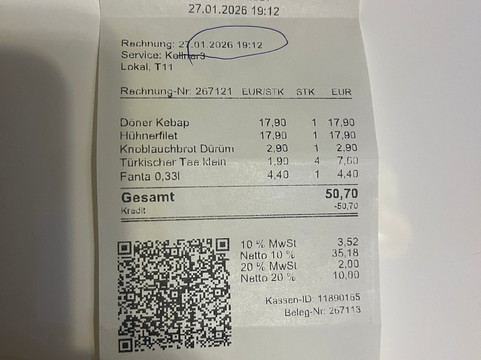 27.01.2026 19:12
Rechnung: 27.01.2026 19:12
Service: Kellner3
Lokal, T11
Rechnung-Nr: 267121 EUR/STK STK EUR
Döner Kebap 17,90 1 17,90
Hühnerfilet 17,90 1 17,90
Knoblauchbrot Dürüm 2,90 1 2,90
Türkischer Tee klein 1,90 4 7,60
Fanta 0,33l 4,40 1 4,40
Gesamt 50,70
Kredit -50,70
10 % MwSt 3,52
Netto 10 % 35,18
20 % MwSt 2,00
Netto 20 % 10,00
Kassen-ID: 11890165
Beleg-Nr: 267113